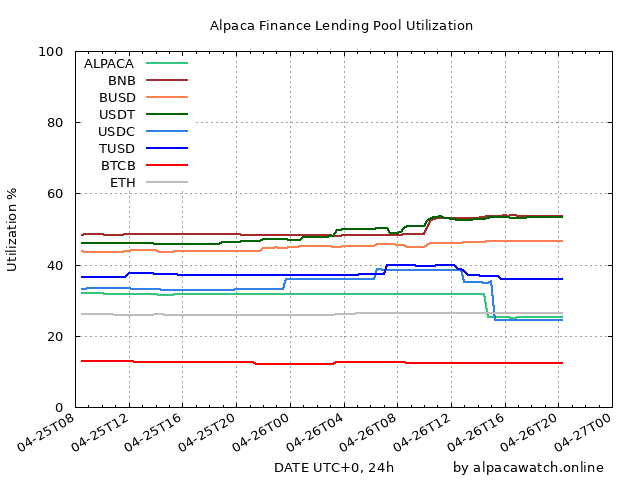 Alpaca Finance Lending Pool Utilization
Utilization %
100
80
60
40
20
0
ALPACA
BNB
BUSD
USDT
USDC
TUSD
BTCB
ETH
04-25T08
04-25T12
04-25T16
04-25T20
04-26T00
04-26T04
04-26T08
04-26T12
04-26T16
04-26T20
04-27T00
DATE UTC+0, 24h
by alpacawatch.online